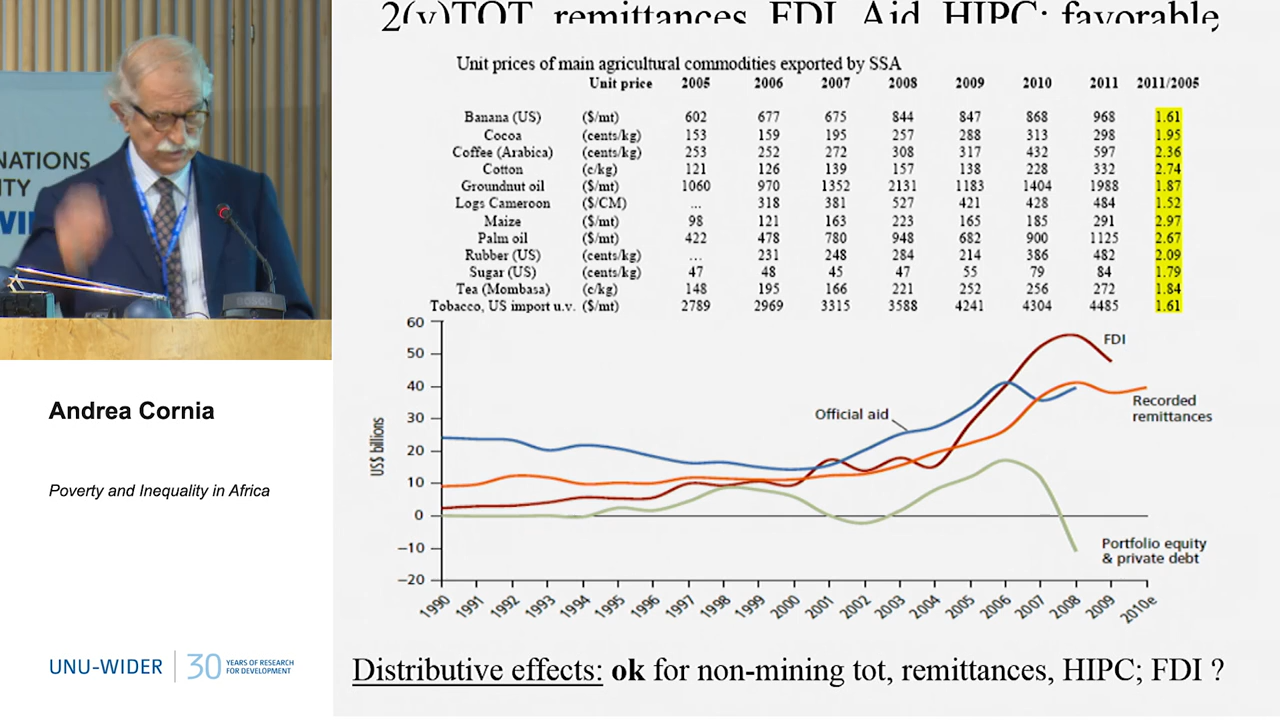 2(v)TOT, remittances, FDI, Aid, HIPC: favorable,
Unit prices of main agricultural commodities exported by SSA
Unit price 2005 2006 2007 2008 2009 2010 2011 2011/2005
Banana (US) ($/mt) 602 677 675 844 847 868 968 1.61
Cocoa (cents/kg) 153 159 195 257 288 313 298 1.95
Coffee (Arabica) (cents/kg) 253 252 272 308 317 432 597 2.36
Cotton (c/kg) 121 126 139 157 138 228 332 2.74
Groundnut oil ($/mt) 1060 970 1352 2131 1183 1404 1988 1.87
Logs Cameroon ($/CM) ... 318 381 527 421 428 484 1.52
Maize ($/mt) 98 121 163 223 165 185 291 2.97
Palm oil ($/mt) 422 478 780 948 682 900 1125 2.67
Rubber (US) (cents/kg) ... 231 248 284 214 386 482 2.09
Sugar (US) (cents/kg) 47 48 45 47 55 79 84 1.79
Tea (Mombasa) (c/kg) 148 195 166 221 252 256 272 1.84
Tobacco, US import u.v. ($/mt) 2789 2969 3315 3588 4241 4304 4485 1.61
60
50
40
30
20
10
0
−10
−20
US$ billions
FDI
Official aid
Recorded
remittances
Portfolio equity
& private debt
1990 1991 1992 1993 1994 1995 1996 1997 1998 1999 2000 2001 2002 2003 2004 2005 2006 2007 2008 2009 2010e
Distributive effects: ok for non-mining tot, remittances, HIPC; FDI ?
NATIONS
ITY
WI
BOSCH
Andrea Cornia
Poverty and Inequality in Africa
UNU-WIDER
30 YEARS OF RESEARCH
FOR DEVELOPMENT